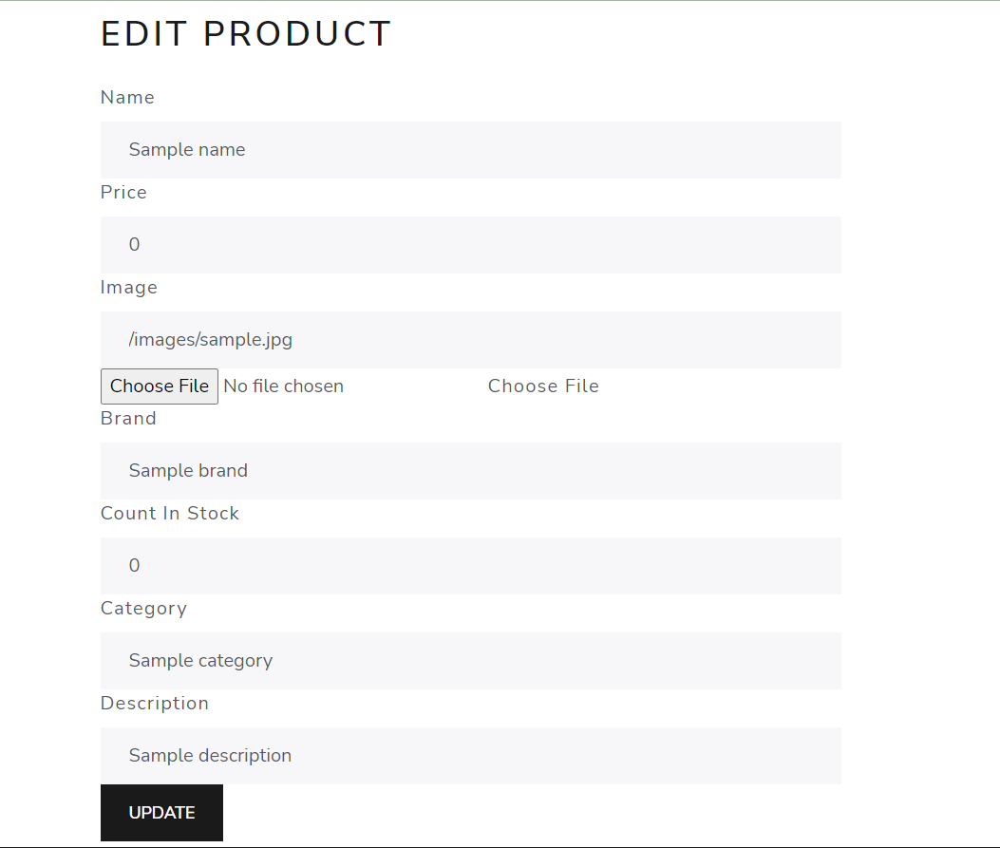 EDIT PRODUCT
Name
Sample name
Price
0
Image
/images/sample.jpg
Choose File No file chosen Choose File
Brand
Sample brand
Count In Stock
0
Category
Sample category
Description
Sample description
UPDATE